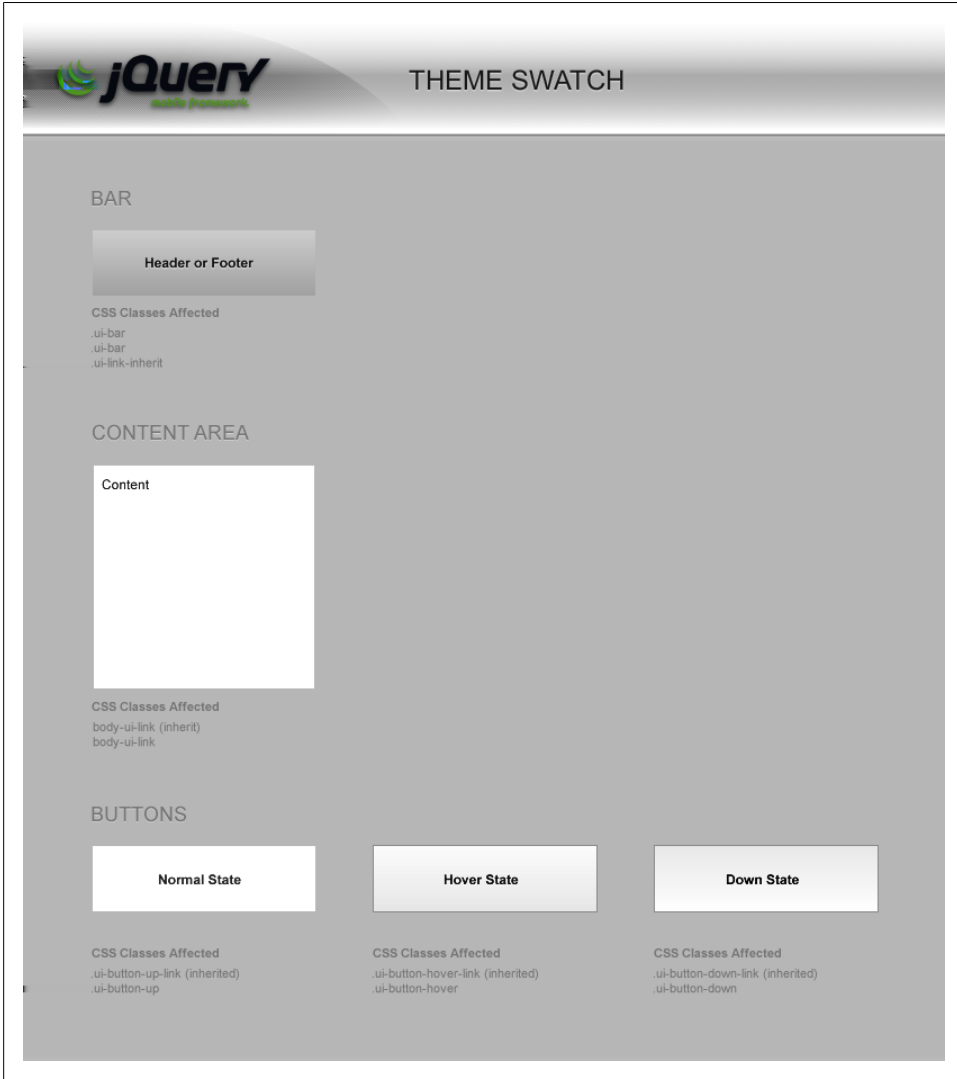 jQuery
mobile framework
THEME SWATCH
BAR
Header or Footer
CSS Classes Affected
.ui-bar
.ui-bar
.ui-link-inherit
CONTENT AREA
Content
CSS Classes Affected
body-ui-link (inherit)
body-ui-link
BUTTONS
Normal State
Hover State
Down State
CSS Classes Affected
.ui-button-up-link (inherited)
.ui-button-up
CSS Classes Affected
.ui-button-hover-link (inherited)
.ui-button-hover
CSS Classes Affected
.ui-button-down-link (inherited)
.ui-button-down